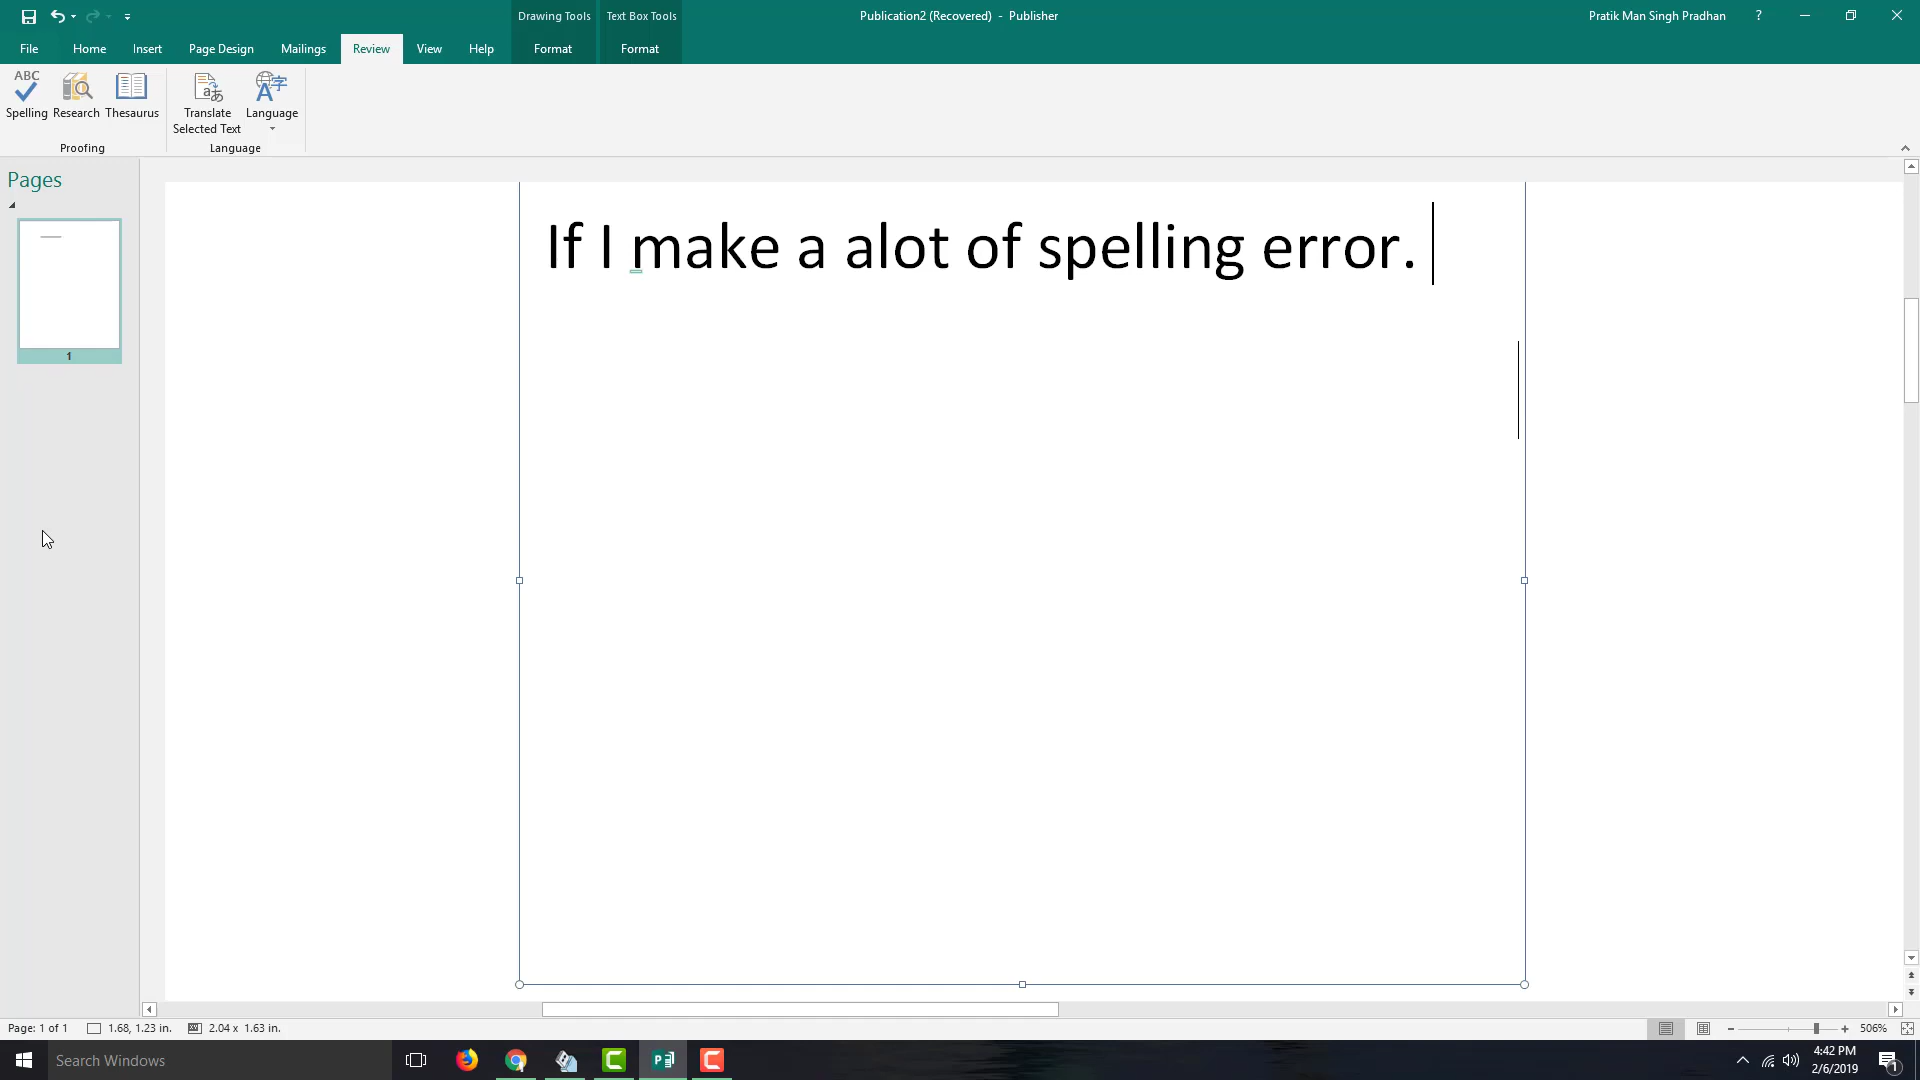 Drawing Tools Text Box Tools Publication2 (Recovered) - Publisher Pratik Man Singh Pradhan ?
File Home Insert Page Design Mailings Review View Help Format Format
ABC
Spelling Research Thesaurus Translate Selected Text Language
Proofing Language
Pages
1
If I make a alot of spelling error.
Page: 1 of 1 1.68, 1.23 in. 2.04 x 1.63 in. 506%
Search Windows 4:42 PM
2/6/2019 1